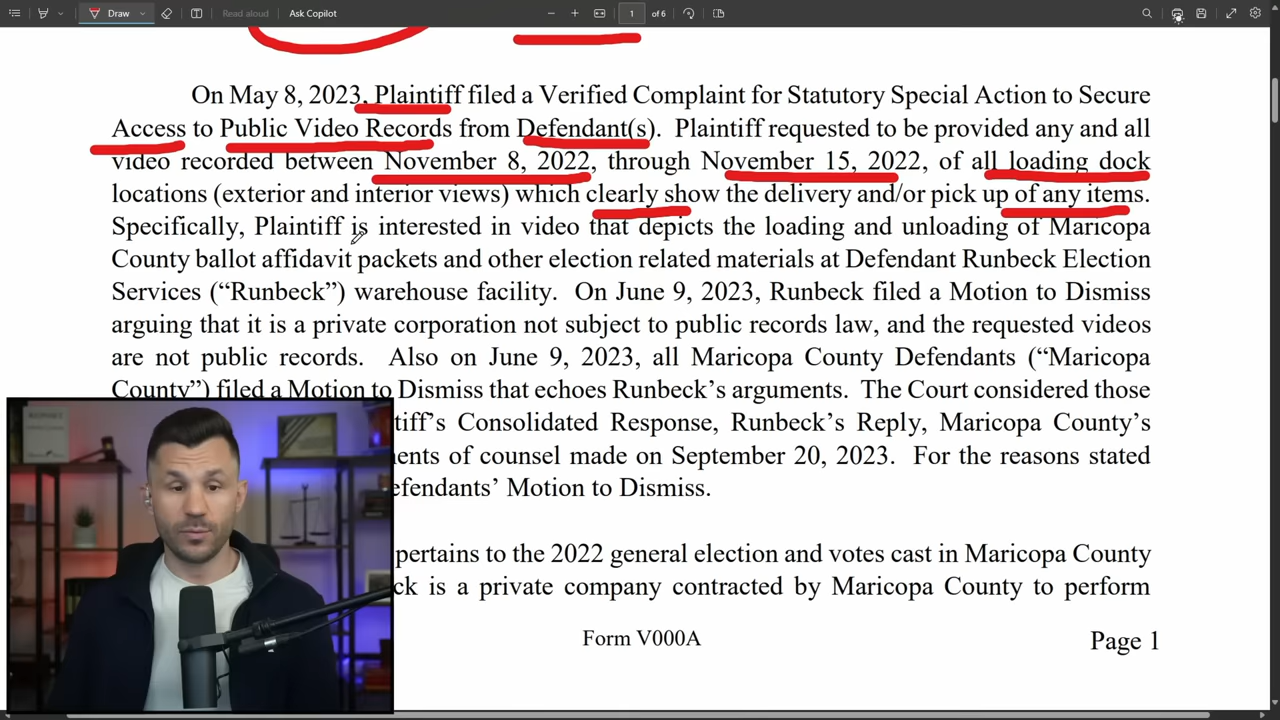 Draw
Read aloud
Ask Copilot
1
of 6
On May 8, 2023, Plaintiff filed a Verified Complaint for Statutory Special Action to Secure
Access to Public Video Records from Defendant(s). Plaintiff requested to be provided any and all
video recorded between November 8, 2022, through November 15, 2022, of all loading dock
locations (exterior and interior views) which clearly show the delivery and/or pick up of any items.
Specifically, Plaintiff is interested in video that depicts the loading and unloading of Maricopa
County ballot affidavit packets and other election related materials at Defendant Runbeck Election
Services (“Runbeck”) warehouse facility. On June 9, 2023, Runbeck filed a Motion to Dismiss
arguing that it is a private corporation not subject to public records law, and the requested videos
are not public records. Also on June 9, 2023, all Maricopa County Defendants (“Maricopa
County”) filed a Motion to Dismiss that echoes Runbeck’s arguments. The Court considered those
tiff’s Consolidated Response, Runbeck’s Reply, Maricopa County’s
ents of counsel made on September 20, 2023. For the reasons stated
efendants’ Motion to Dismiss.
pertains to the 2022 general election and votes cast in Maricopa County
ck is a private company contracted by Maricopa County to perform
Form V000A
Page 1